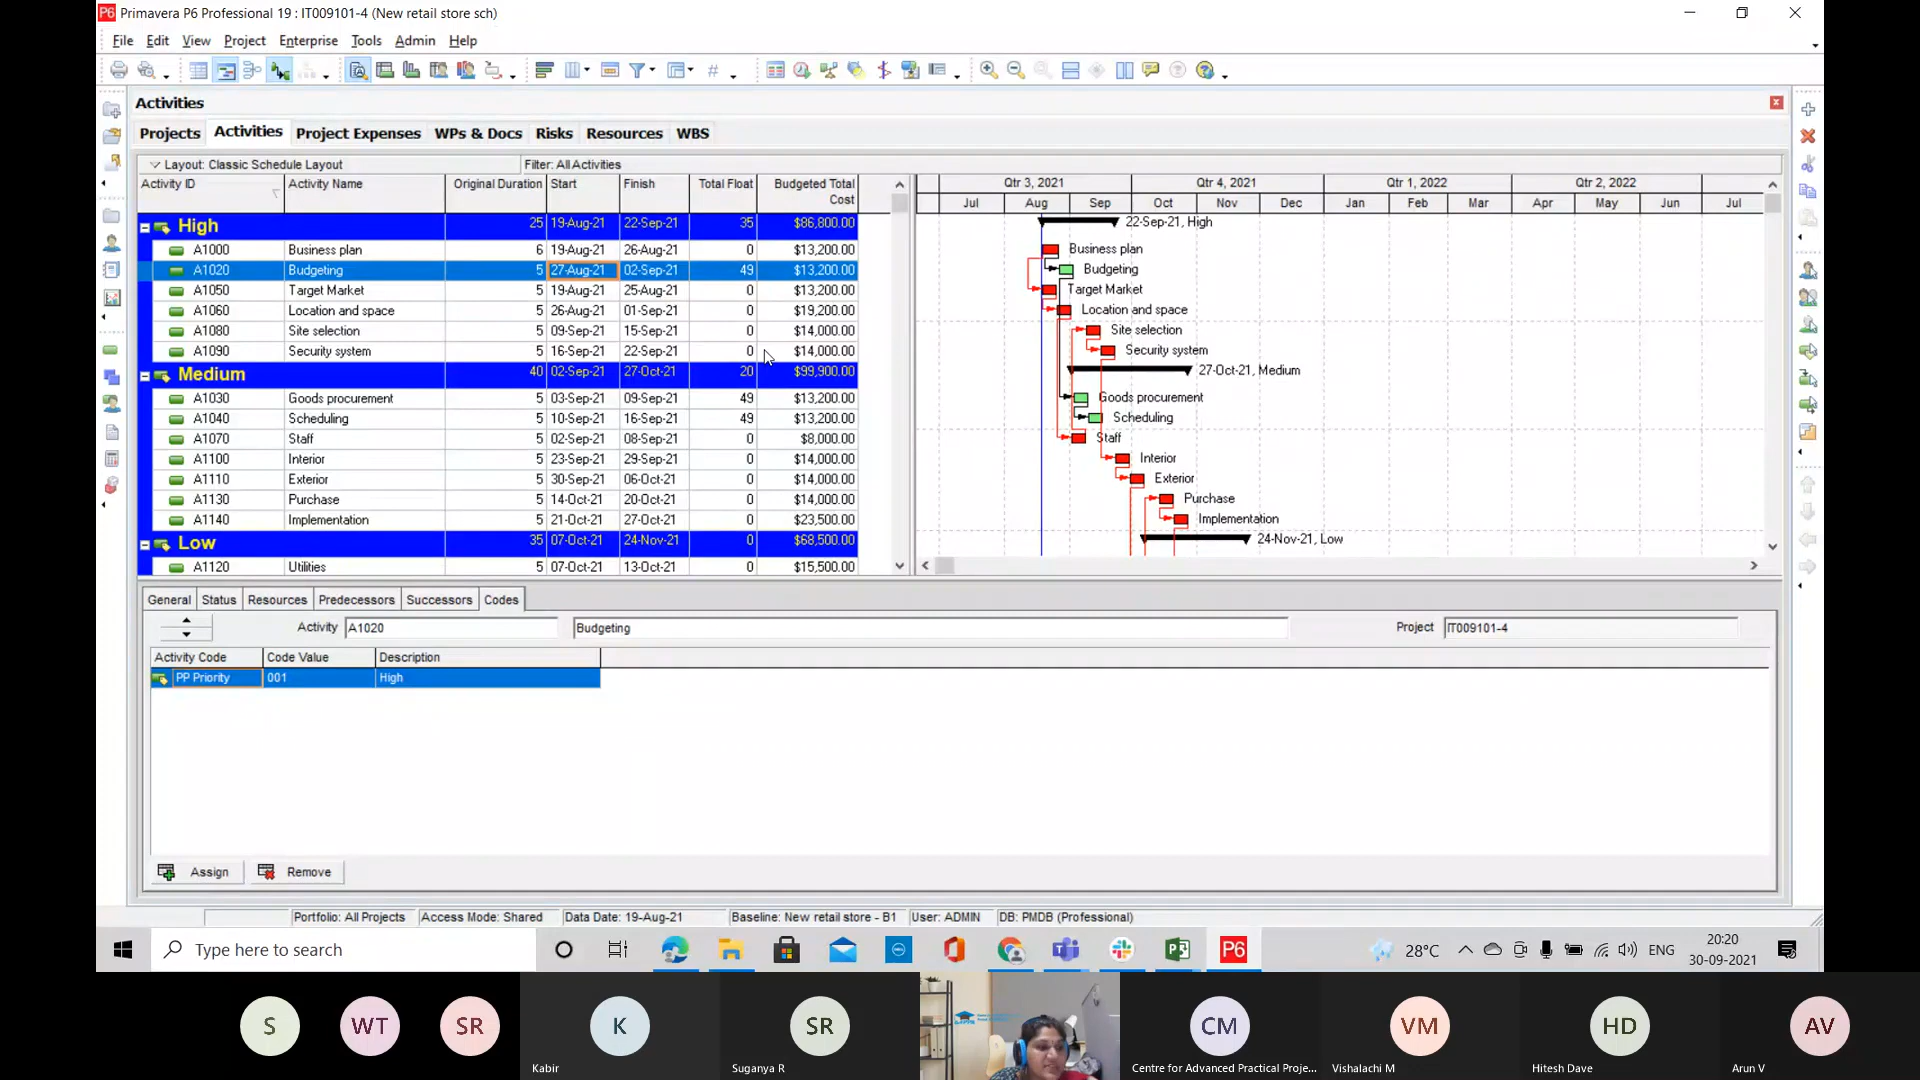 P6 Primavera P6 Professional 19 : IT009101-4 (New retail store sch)
File Edit View Project Enterprise Tools Admin Help
Activities
Projects Activities Project Expenses WPs & Docs Risks Resources WBS
Layout: Classic Schedule Layout Filter: All Activities
Activity ID Activity Name Original Duration Start Finish Total Float Budgeted Total Cost
Qtr 3, 2021 Qtr 4, 2021 Qtr 1, 2022 Qtr 2, 2022
Jul Aug Sep Oct Nov Dec Jan Feb Mar Apr May Jun Jul
High 25 19-Aug-21 22-Sep-21 35 $86,800.00 22-Sep-21, High
A1000 Business plan 6 19-Aug-21 26-Aug-21 0 $13,200.00 Business plan
A1020 Budgeting 5 27-Aug-21 02-Sep-21 49 $13,200.00 Budgeting
A1050 Target Market 5 19-Aug-21 25-Aug-21 0 $13,200.00 Target Market
A1060 Location and space 5 26-Aug-21 01-Sep-21 0 $19,200.00 Location and space
A1080 Site selection 5 09-Sep-21 15-Sep-21 0 $14,000.00 Site selection
A1090 Security system 5 16-Sep-21 22-Sep-21 0 $14,000.00 Security system
Medium 40 02-Sep-21 27-Oct-21 20 $99,900.00 27-Oct-21, Medium
A1030 Goods procurement 5 03-Sep-21 09-Sep-21 49 $13,200.00 Goods procurement
A1040 Scheduling 5 10-Sep-21 16-Sep-21 49 $13,200.00 Scheduling
A1070 Staff 5 02-Sep-21 08-Sep-21 0 $8,000.00 Staff
A1100 Interior 5 23-Sep-21 29-Sep-21 0 $14,000.00 Interior
A1110 Exterior 5 30-Sep-21 06-Oct-21 0 $14,000.00 Exterior
A1130 Purchase 5 14-Oct-21 20-Oct-21 0 $14,000.00 Purchase
A1140 Implementation 5 21-Oct-21 27-Oct-21 0 $23,500.00 Implementation
Low 35 07-Oct-21 24-Nov-21 0 $68,500.00 24-Nov-21, Low
A1120 Utilities 5 07-Oct-21 13-Oct-21 0 $15,500.00
General Status Resources Predecessors Successors Codes
Activity A1020 Budgeting Project IT009101-4
Activity Code Code Value Description
PP Priority 001 High
Assign Remove
Portfolio: All Projects Access Mode: Shared Data Date: 19-Aug-21 Baseline: New retail store - B1 User: ADMIN DB: PMDB (Professional)
Type here to search P6 28°C ENG 20:20
30-09-2021
S WT SR K SR CM VM HD AV
Kabir Suganya R Centre for Advanced Practical Proje... Vishalachi M Hitesh Dave Arun V